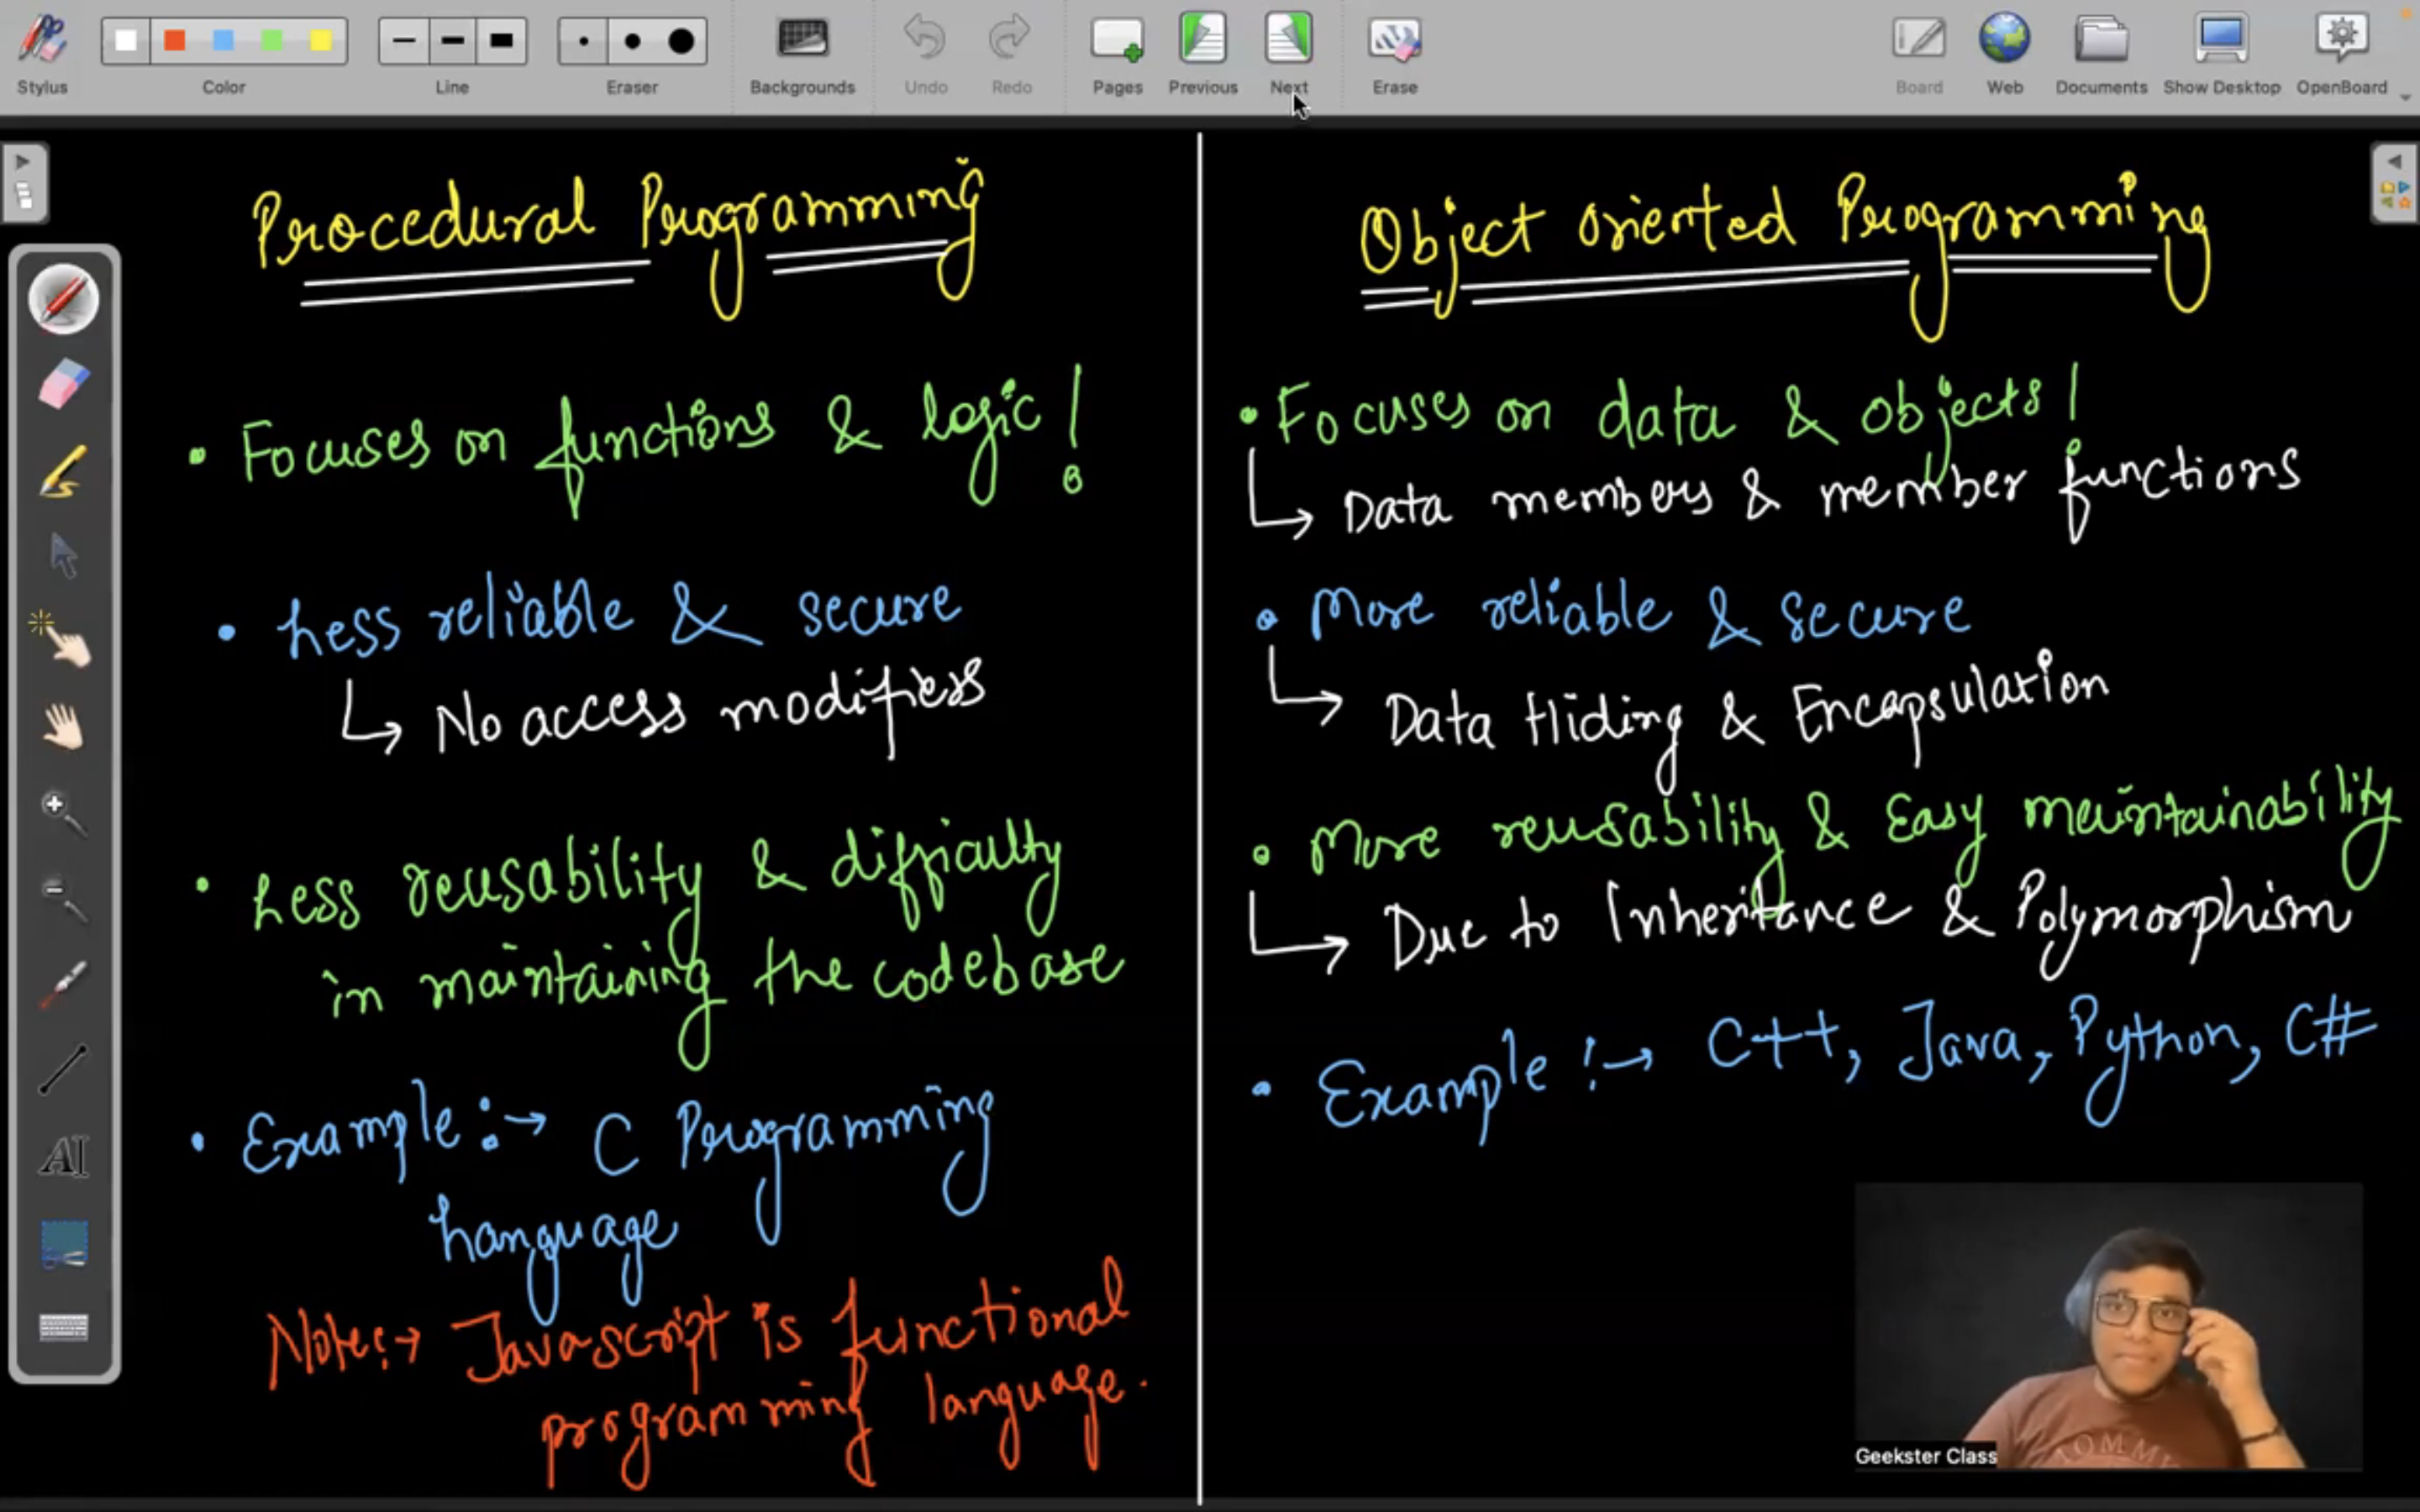 Stylus
Color
Line
Eraser
Backgrounds
Undo
Redo
Pages
Previous
Next
Erase
Board
Web
Documents
Show Desktop
OpenBoard
Procedural Programming
• Focuses on functions & logic!
• Less reliable & secure
↳ No access modifiers
• Less reusability & difficulty
in maintaining the codebase
• Example :→ C Programming
Language
Note :→ Javascript is functional
programming language.
Object oriented Programming
• Focuses on data & objects!
↳ Data members & member functions
• More reliable & secure
↳ Data Hiding & Encapsulation
• More reusability & Easy maintainability
↳ Due to Inheritance & Polymorphism
• Example :→ C++, Java, Python, C#
AI
Geekster Class